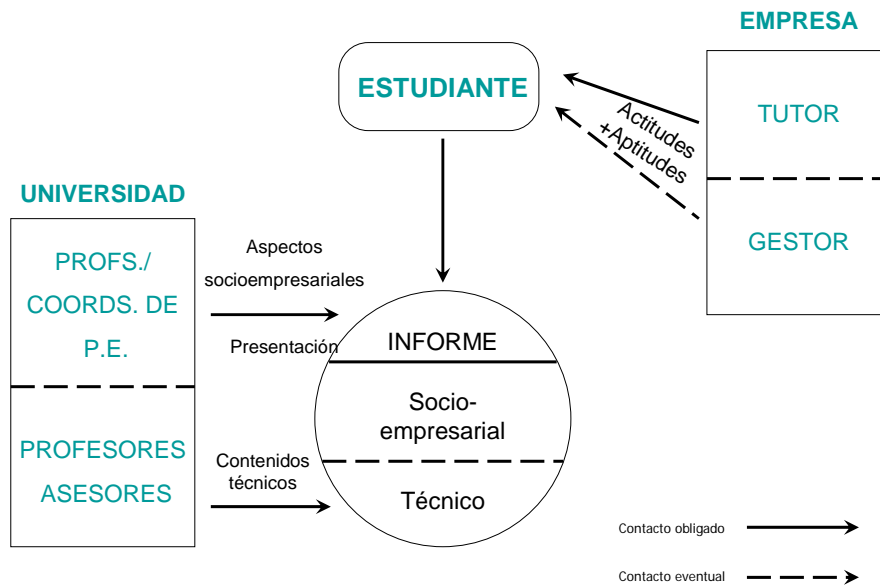 EMPRESA
ESTUDIANTE
Actitudes
+Aptitudes
TUTOR
GESTOR
UNIVERSIDAD
PROFS./
COORDS. DE
P.E.
PROFESORES
ASESORES
Aspectos
socioempresariales
Presentación
Contenidos
técnicos
INFORME
Socio-
empresarial
Técnico
Contacto obligado
Contacto eventual